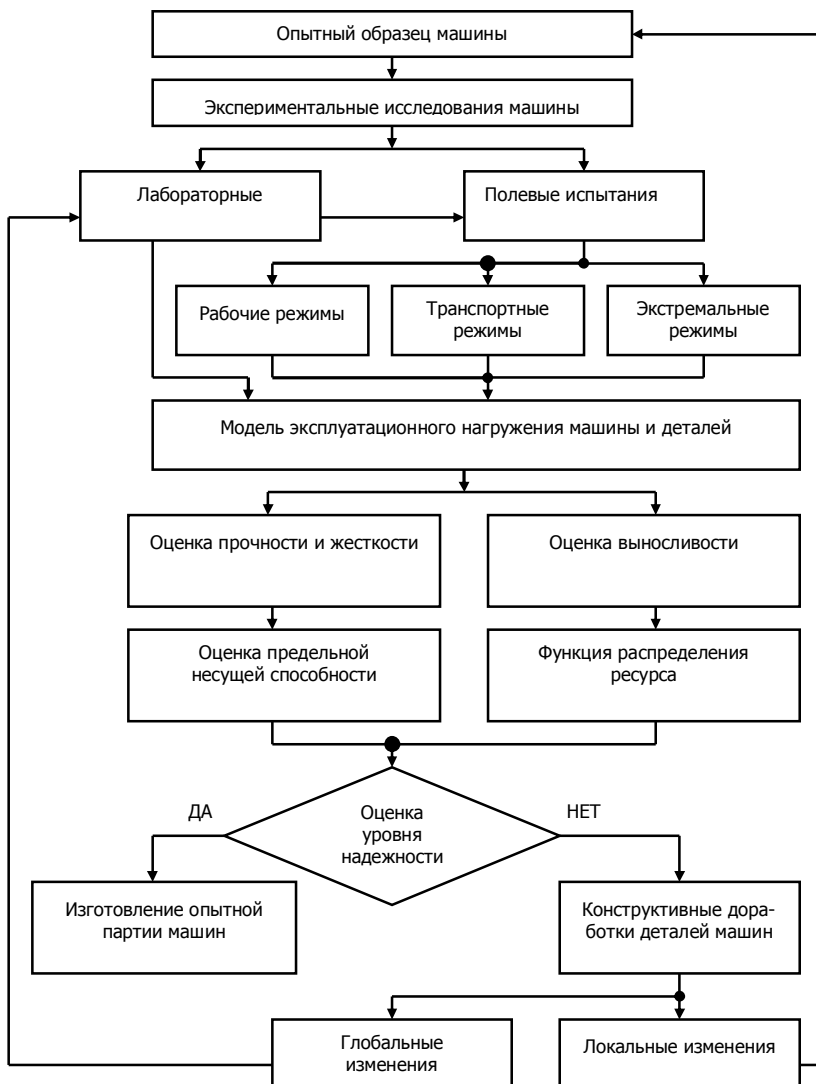 Опытный образец машины
Экспериментальные исследования машины
Лабораторные
Полевые испытания
Рабочие режимы
Транспортные
режимы
Экстремальные
режимы
Модель эксплуатационного нагружения машины и деталей
Оценка прочности и жесткости
Оценка выносливости
Оценка предельной
несущей способности
Функция распределения
ресурса
ДА
Оценка
уровня
надежности
НЕТ
Изготовление опытной
партии машин
Конструктивные дора-
ботки деталей машин
Глобальные
изменения
Локальные изменения